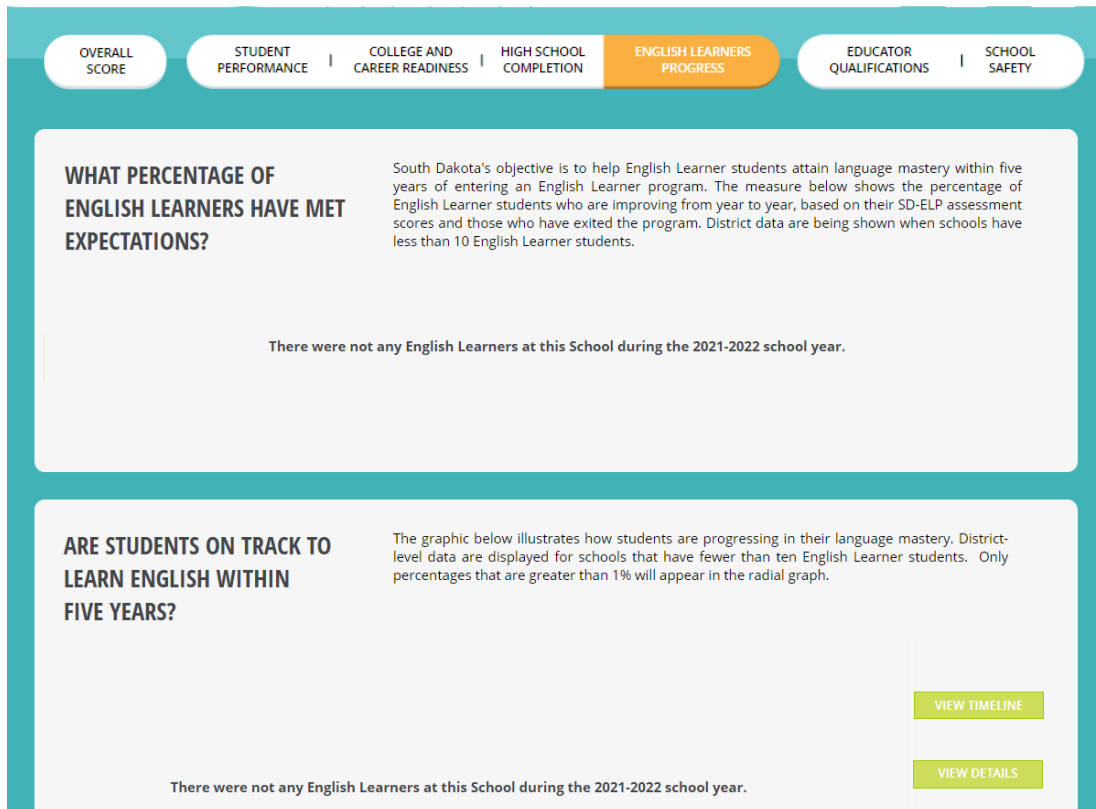 OVERALL
SCORE
STUDENT
PERFORMANCE
COLLEGE AND
CAREER READINESS
HIGH SCHOOL
COMPLETION
ENGLISH LEARNERS
PROGRESS
EDUCATOR
QUALIFICATIONS
SCHOOL
SAFETY
WHAT PERCENTAGE OF
ENGLISH LEARNERS HAVE MET
EXPECTATIONS?
South Dakota's objective is to help English Learner students attain language mastery within five
years of entering an English Learner program. The measure below shows the percentage of
English Learner students who are improving from year to year, based on their SD-ELP assessment
scores and those who have exited the program. District data are being shown when schools have
less than 10 English Learner students.
There were not any English Learners at this School during the 2021-2022 school year.
ARE STUDENTS ON TRACK TO
LEARN ENGLISH WITHIN
FIVE YEARS?
The graphic below illustrates how students are progressing in their language mastery. District-
level data are displayed for schools that have fewer than ten English Learner students. Only
percentages that are greater than 1% will appear in the radial graph.
VIEW TIMELINE
VIEW DETAILS
There were not any English Learners at this School during the 2021-2022 school year.